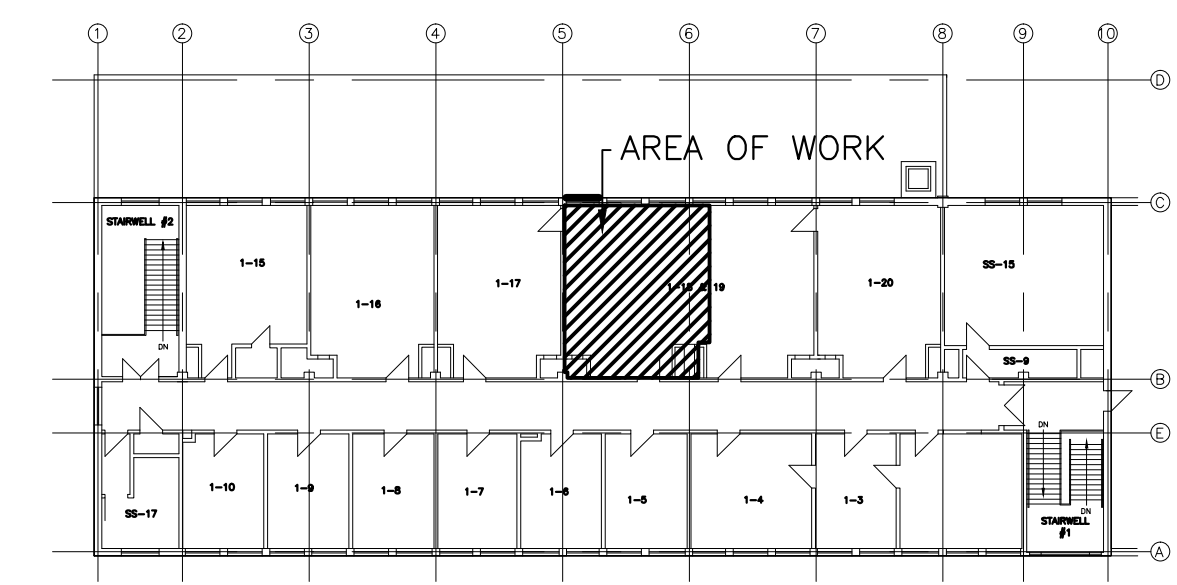 1 2 3 4 5 6 7 8 9 10
D
AREA OF WORK
C
STAIRWELL #2
1-15
1-16
1-17
19
1-20
SS-15
DN
SS-9
B
E
DN
1-10
1-9
1-8
1-7
1-6
1-5
1-4
1-3
SS-17
DN
STAIRWELL
#1
A